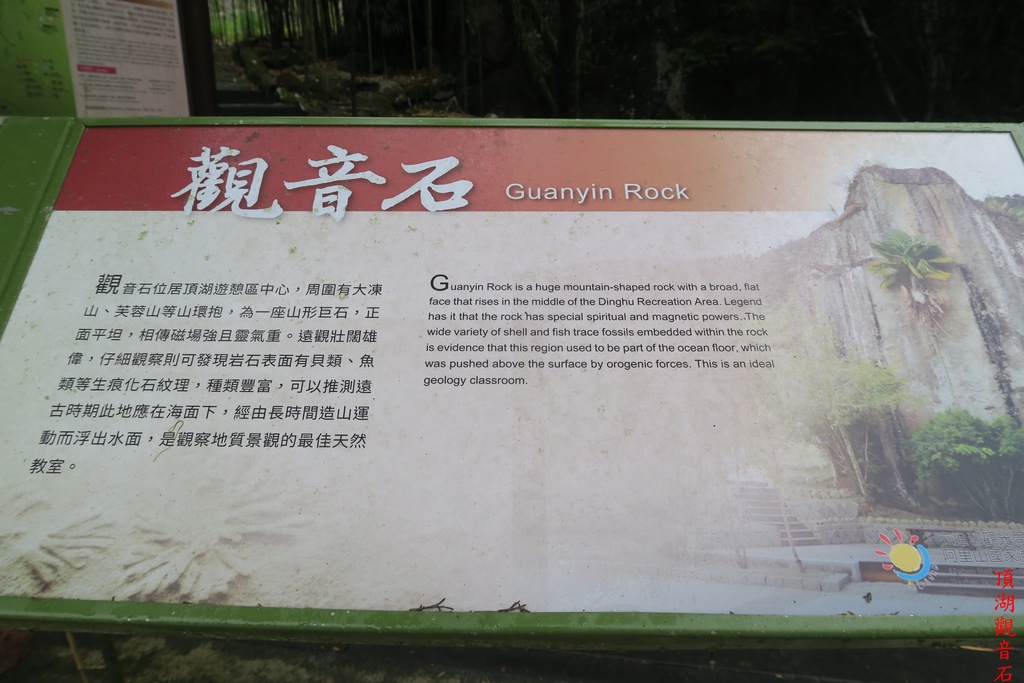 觀音石 Guanyin Rock
觀音石位居頂湖遊憩區中心，周圍有大凍
山、芙蓉山等山環抱，為一座山形巨石，正
面平坦，相傳磁場強且靈氣重。遠觀壯闊雄
偉，仔細觀察則可發現岩石表面有貝類、魚
類等生痕化石紋理，種類豐富，可以推測遠
古時期此地應在海面下，經由長時間造山運
動而浮出水面，是觀察地質景觀的最佳天然
教室。
Guanyin Rock is a huge mountain-shaped rock with a broad, flat
face that rises in the middle of the Dinghu Recreation Area. Legend
has it that the rock has special spiritual and magnetic powers. The
wide variety of shell and fish trace fossils embedded within the rock
is evidence that this region used to be part of the ocean floor, which
was pushed above the surface by orogenic forces. This is an ideal
geology classroom.
阿里山國家
頂湖觀音石